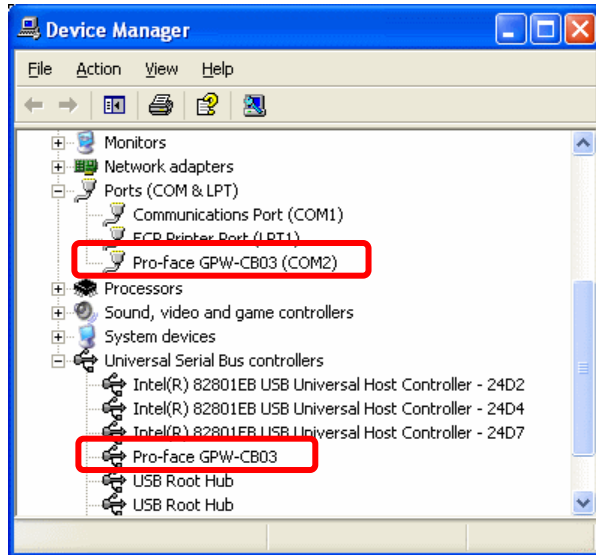 Device Manager
File Action View Help
Monitors
Network adapters
Ports (COM & LPT)
Communications Port (COM1)
ECP Printer Port (LPT1)
Pro-face GPW-CB03 (COM2)
Processors
Sound, video and game controllers
System devices
Universal Serial Bus controllers
Intel(R) 82801EB USB Universal Host Controller - 24D2
Intel(R) 82801EB USB Universal Host Controller - 24D4
Intel(R) 82801EB USB Universal Host Controller - 24D7
Pro-face GPW-CB03
USB Root Hub
USB Root Hub